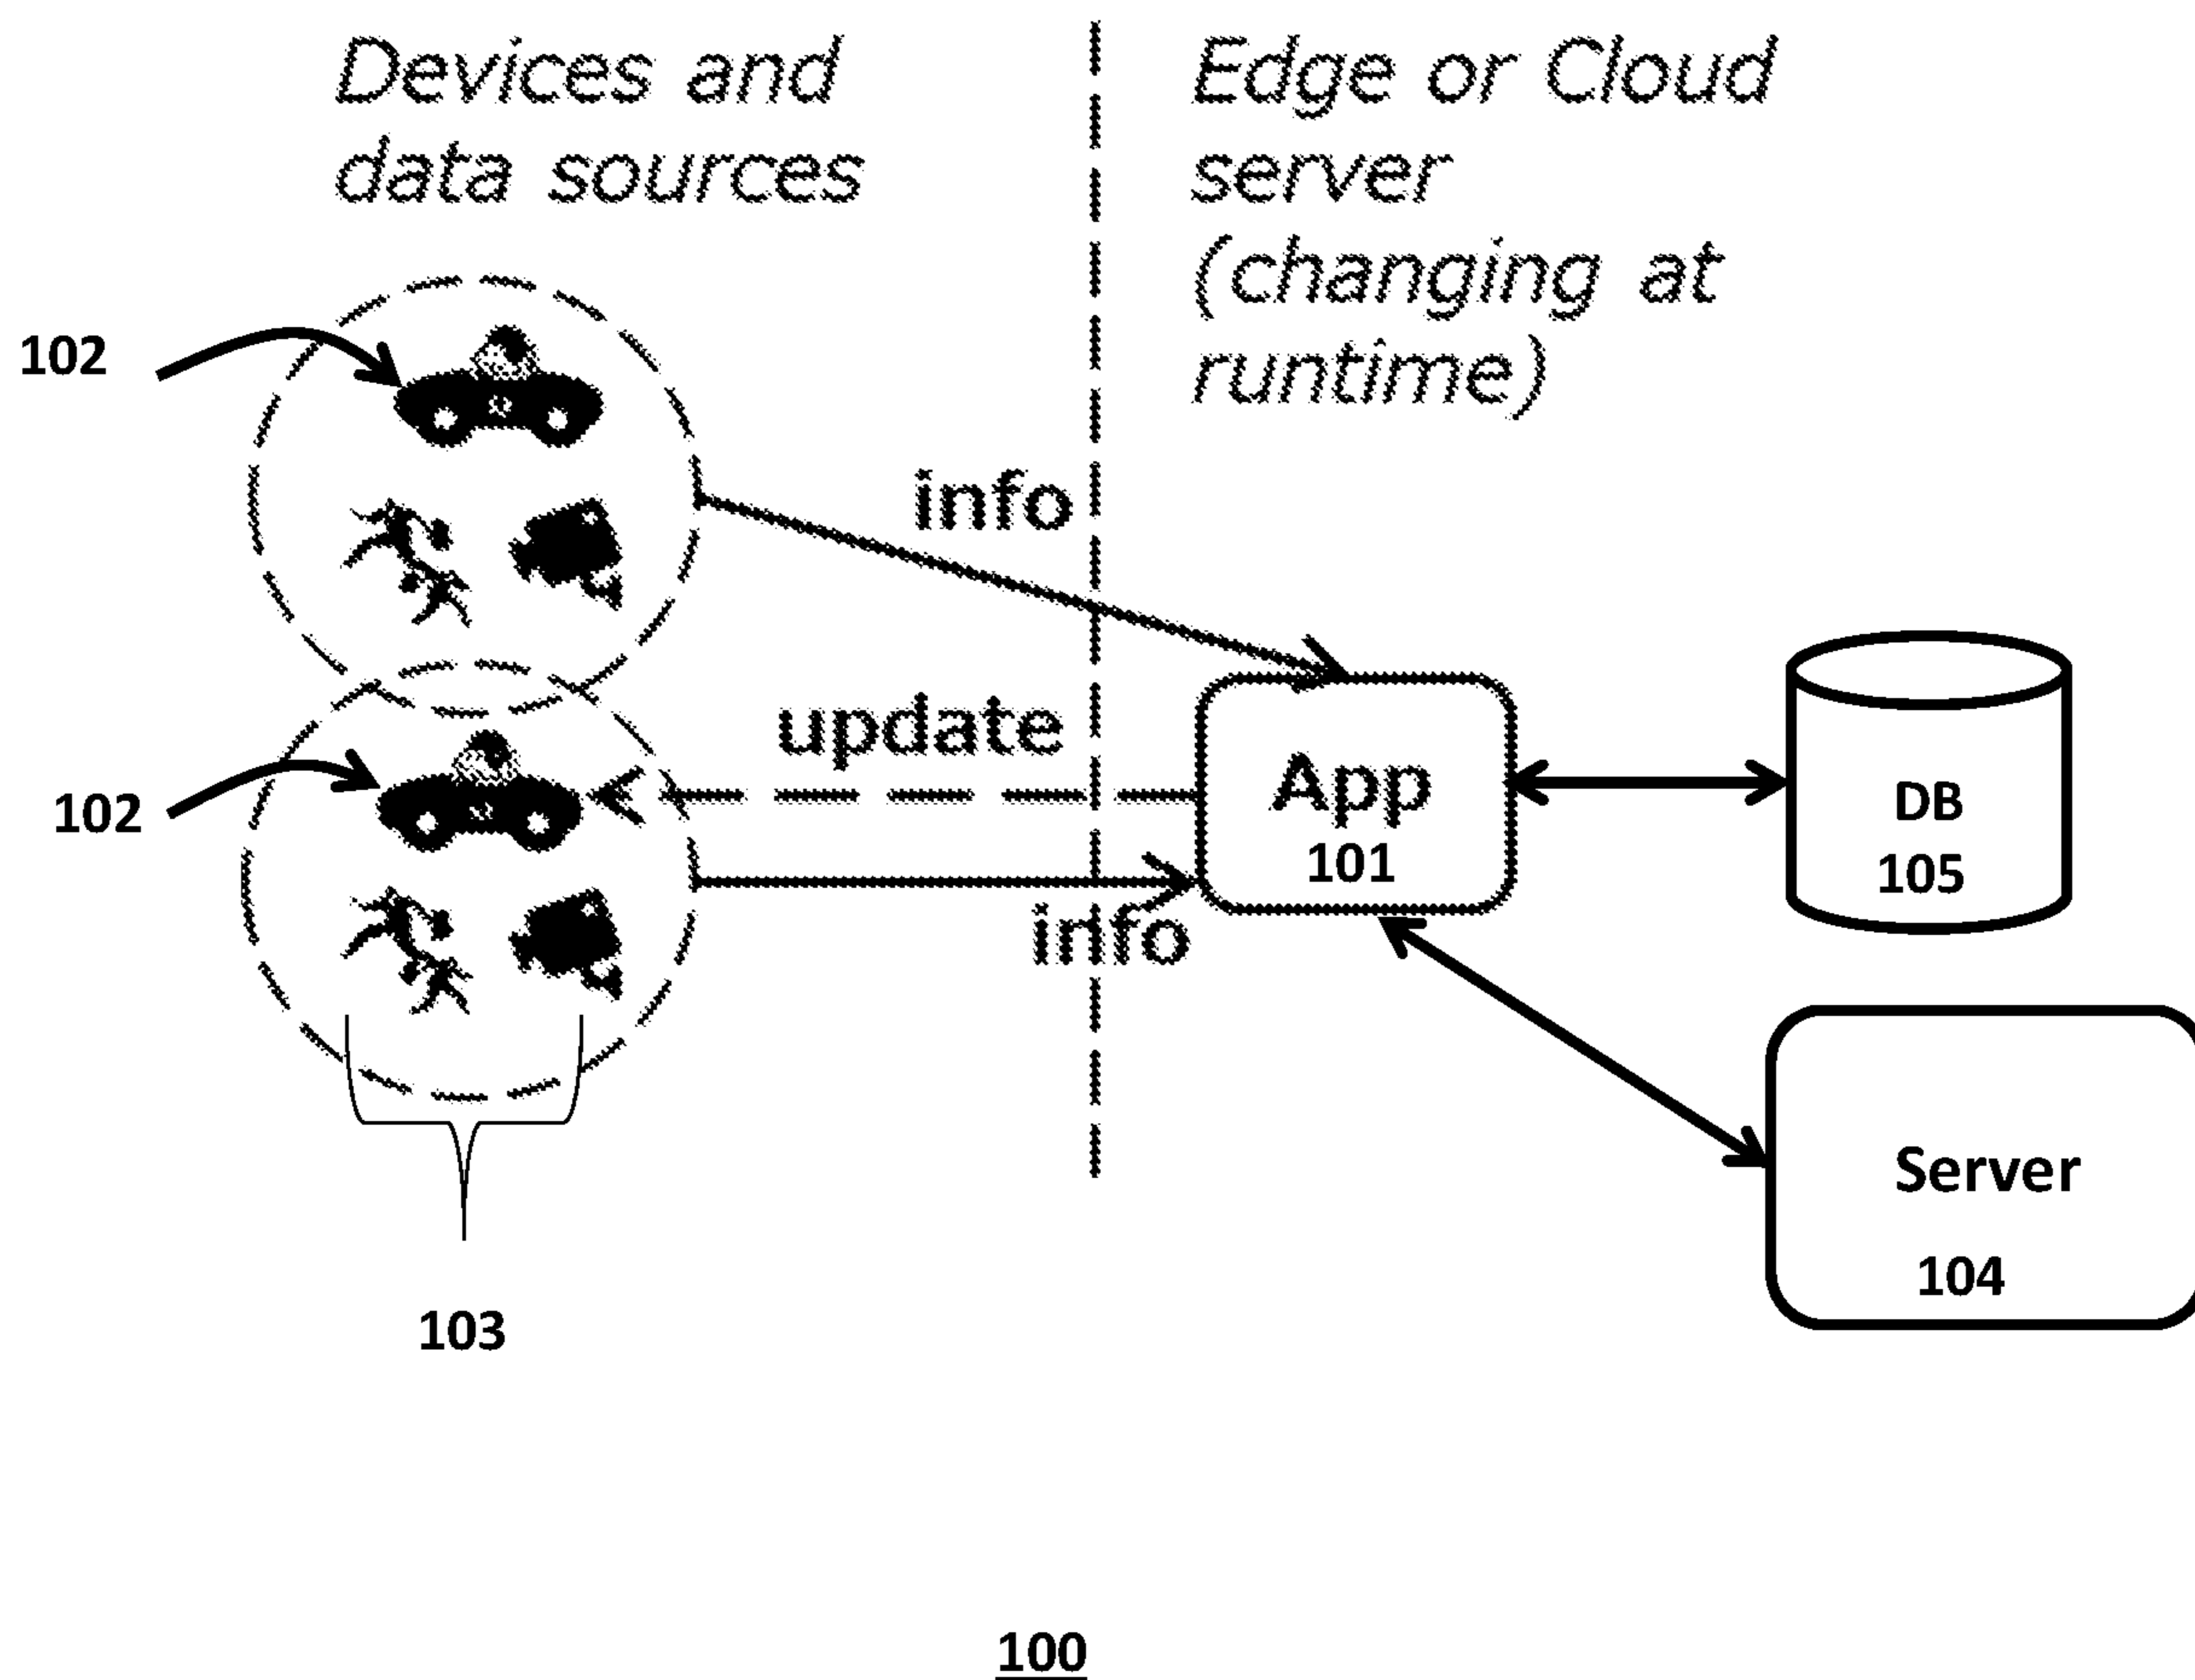 Devices and
data sources
Edge or Cloud
server
(changing at
runtime)
102
info
update
102
App
101
info
DB
105
Server
104
103
100